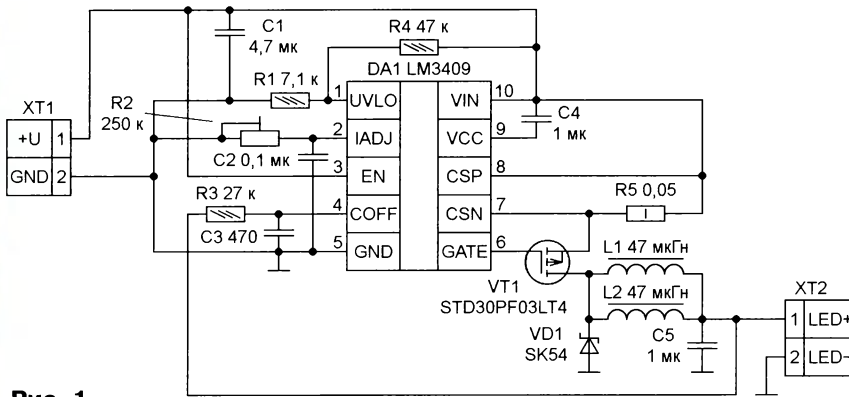 C1
4,7 мк
R4 47 к
DA1 LM3409
R1 7,1 к
R2
250 к
XT1
+U 1
GND 2
1 UVLO
2 IADJ
3 EN
4 COFF
5 GND
VIN 10
VCC 9
CSP 8
CSN 7
GATE 6
C4
1 мк
C2 0,1 мк
R3 27 к
C3 470
R5 0,05
L1 47 мкГн
L2 47 мкГн
VT1
STD30PF03LT4
VD1
SK54
C5
1 мк
XT2
1 LED+
2 LED–